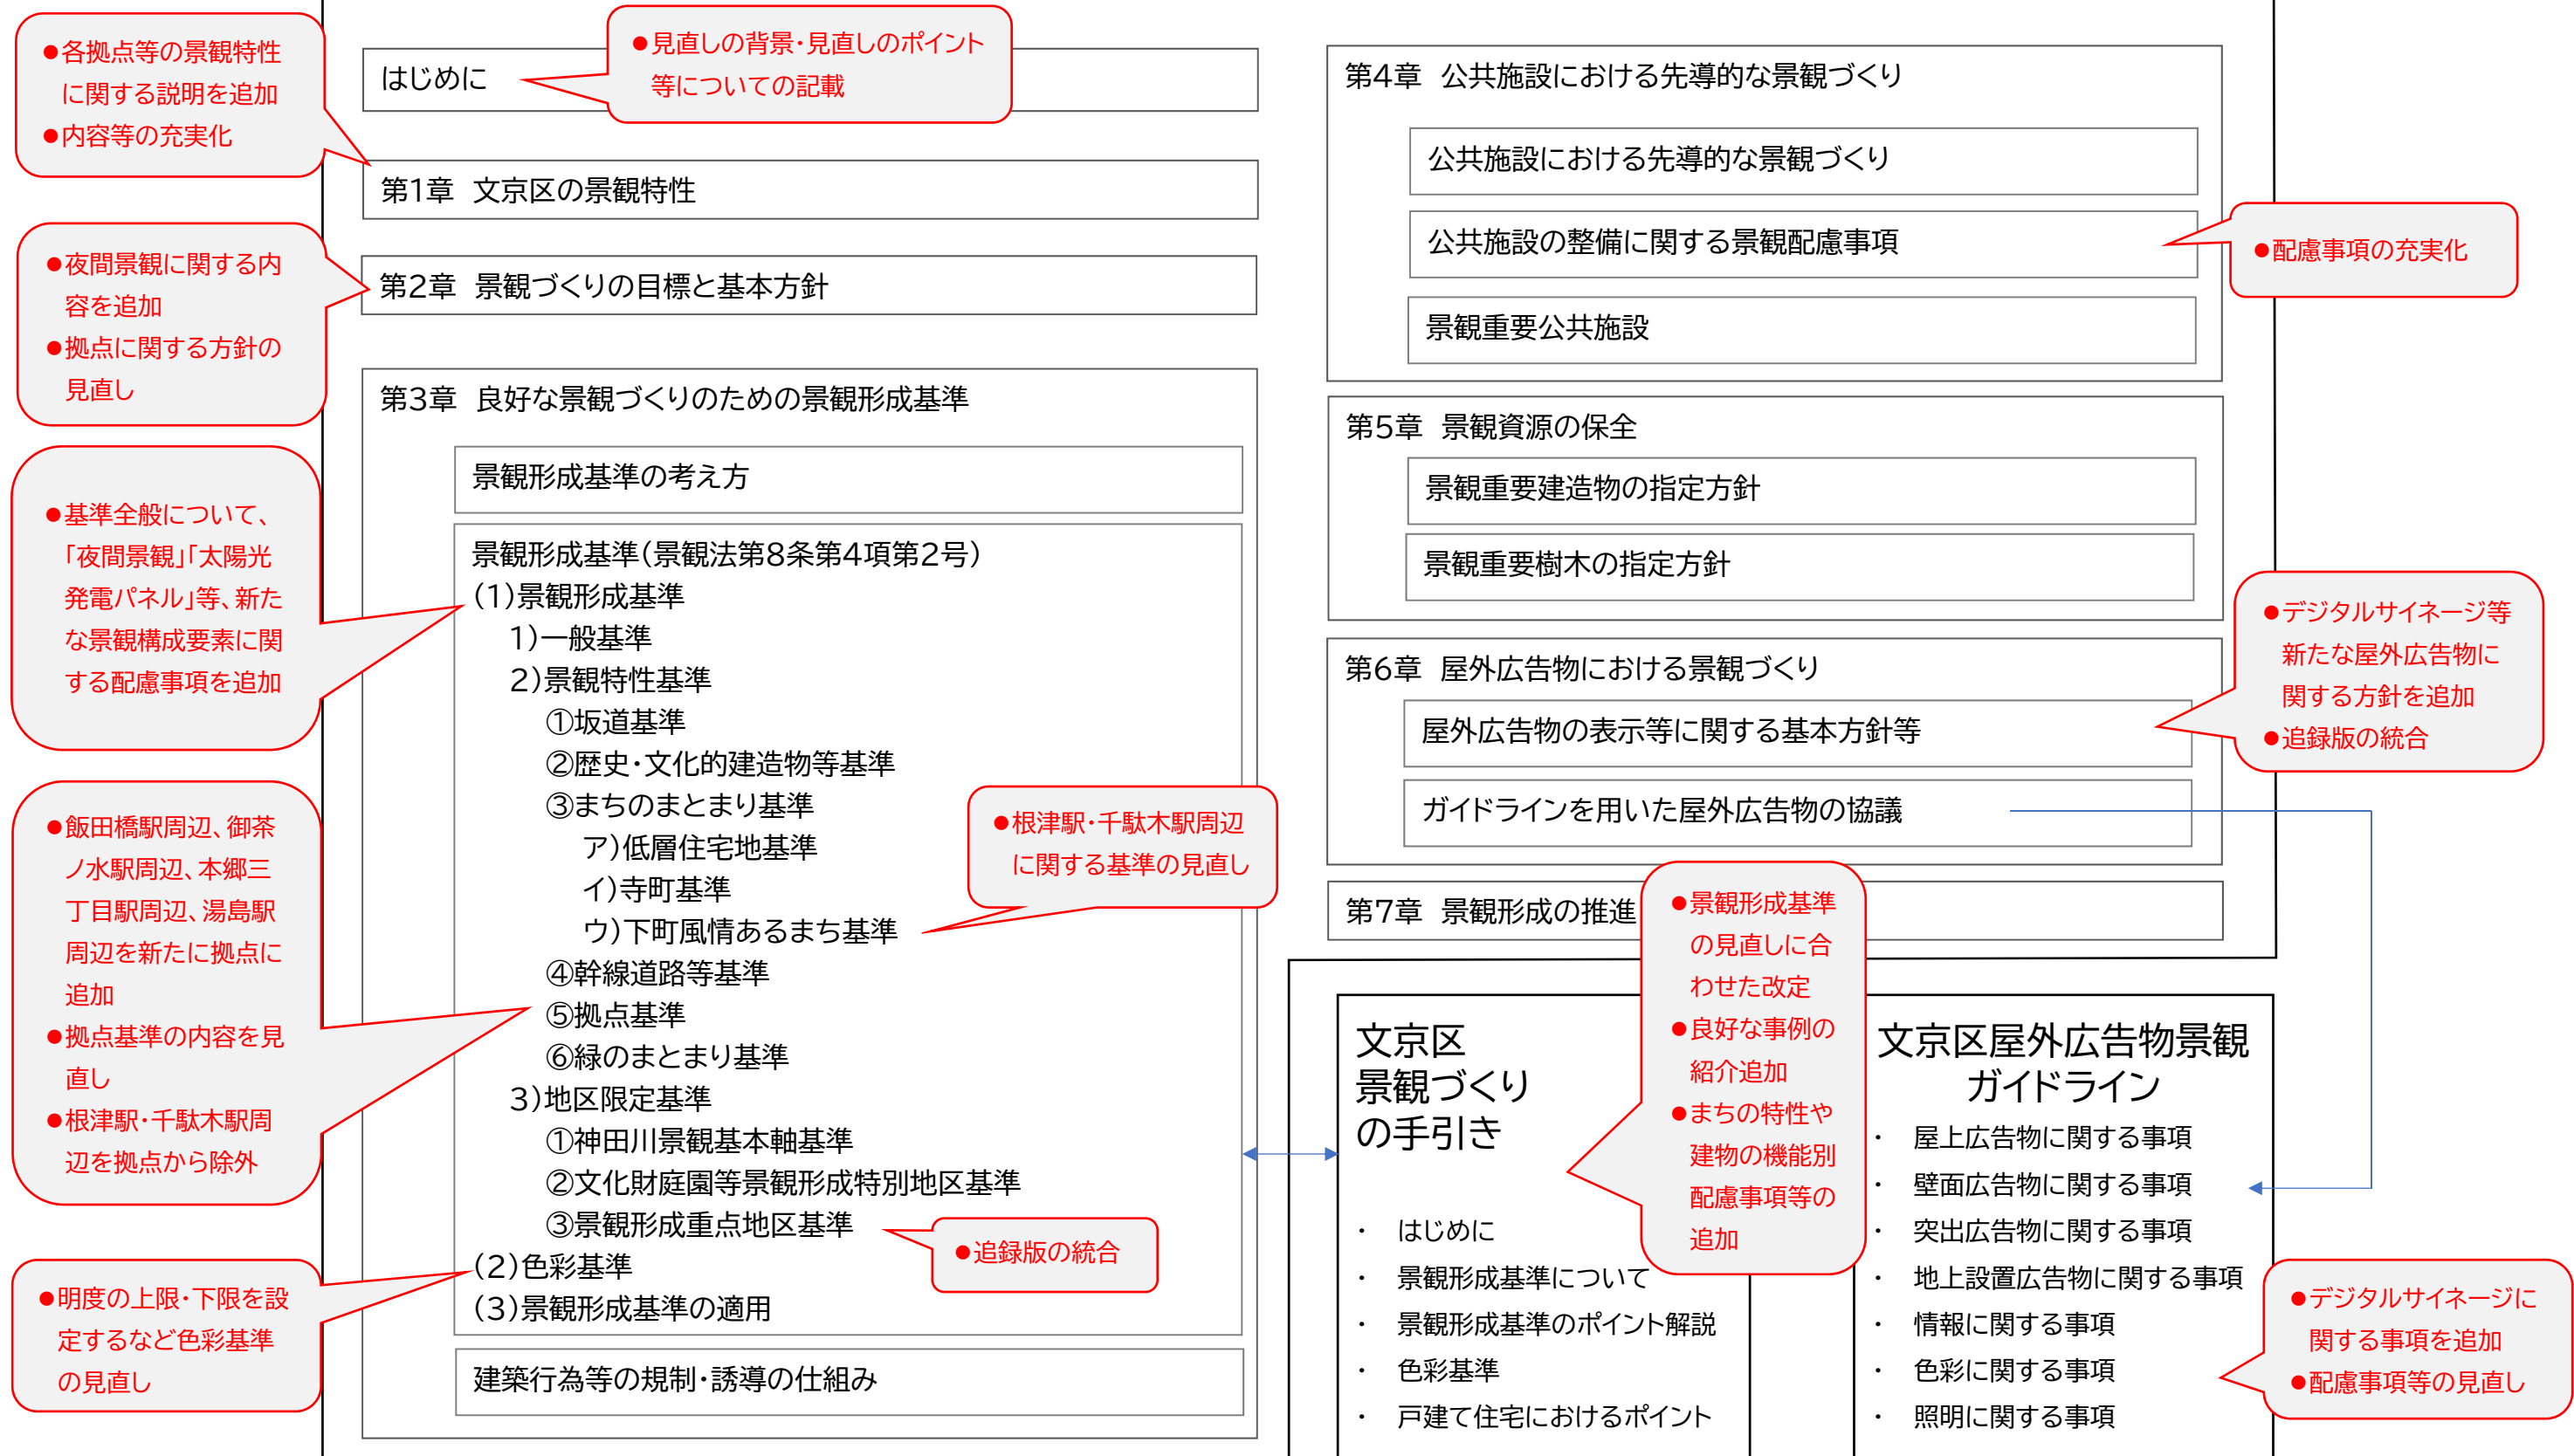 ●各拠点等の景観特性
に関する説明を追加
●内容等の充実化
はじめに
●見直しの背景・見直しのポイント
等についての記載
第1章 文京区の景観特性
●夜間景観に関する内
容を追加
●拠点に関する方針の
見直し
第2章 景観づくりの目標と基本方針
第3章 良好な景観づくりのための景観形成基準
景観形成基準の考え方
●基準全般について、
「夜間景観」「太陽光
発電パネル」等、新た
な景観構成要素に関
する配慮事項を追加
景観形成基準(景観法第8条第4項第2号)
(1)景観形成基準
1)一般基準
2)景観特性基準
①坂道基準
②歴史・文化的建造物等基準
③まちのまとまり基準
ア)低層住宅地基準
イ)寺町基準
ウ)下町風情あるまち基準
●根津駅・千駄木駅周辺
に関する基準の見直し
④幹線道路等基準
⑤拠点基準
⑥緑のまとまり基準
●飯田橋駅周辺、御茶
ノ水駅周辺、本郷三
丁目駅周辺、湯島駅
周辺を新たに拠点に
追加
●拠点基準の内容を見
直し
●根津駅・千駄木駅周
辺を拠点から除外
3)地区限定基準
①神田川景観基本軸基準
②文化財庭園等景観形成特別地区基準
③景観形成重点地区基準
●追録版の統合
(2)色彩基準
(3)景観形成基準の適用
●明度の上限・下限を設
定するなど色彩基準
の見直し
建築行為等の規制・誘導の仕組み
第4章 公共施設における先導的な景観づくり
公共施設における先導的な景観づくり
公共施設の整備に関する景観配慮事項
●配慮事項の充実化
景観重要公共施設
第5章 景観資源の保全
景観重要建造物の指定方針
景観重要樹木の指定方針
第6章 屋外広告物における景観づくり
屋外広告物の表示等に関する基本方針等
●デジタルサイネージ等
新たな屋外広告物に
関する方針を追加
●追録版の統合
ガイドラインを用いた屋外広告物の協議
第7章 景観形成の推進
●景観形成基準
の見直しに合
わせた改定
●良好な事例の
紹介追加
●まちの特性や
建物の機能別
配慮事項等の
追加
文京区
景観づくり
の手引き
・ はじめに
・ 景観形成基準について
・ 景観形成基準のポイント解説
・ 色彩基準
・ 戸建て住宅におけるポイント
文京区屋外広告物景観
ガイドライン
・ 屋上広告物に関する事項
・ 壁面広告物に関する事項
・ 突出広告物に関する事項
・ 地上設置広告物に関する事項
・ 情報に関する事項
・ 色彩に関する事項
・ 照明に関する事項
●デジタルサイネージに
関する事項を追加
●配慮事項等の見直し